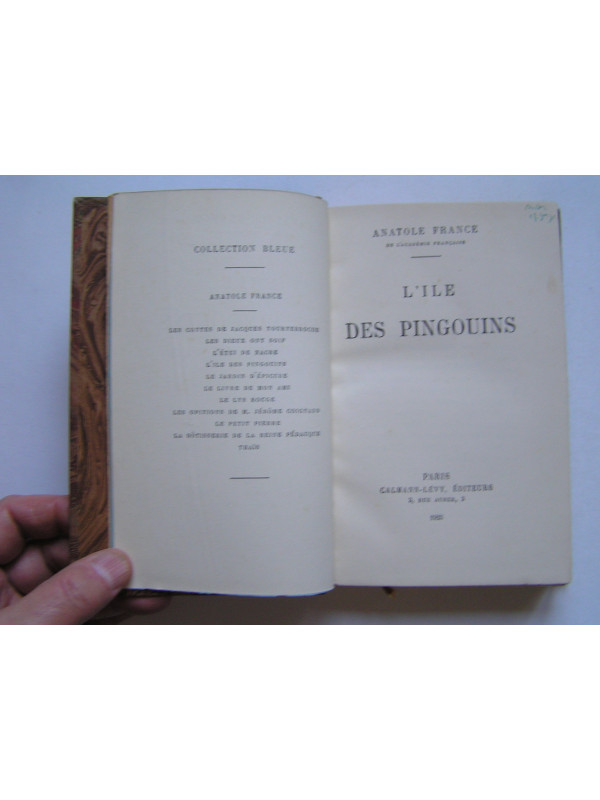 COLLECTION BLEUE
ANATOLE FRANCE
LES CONTES DE JACQUES TOURNEBROCHE
LES DIEUX ONT SOIF
L'ÉTUI DE NACRE
L'ILE DES PINGOUINS
LE JARDIN D'ÉPICURE
LE LIVRE DE MON AMI
LE LYS ROUGE
LES OPINIONS DE M. JÉRÔME COIGNARD
LE PETIT PIERRE
LA RÔTISSERIE DE LA REINE PÉDAUQUE
THAÏS
ANATOLE FRANCE
DE L'ACADÉMIE FRANÇAISE
L'ILE
DES PINGOUINS
PARIS
CALMANN-LÉVY, ÉDITEURS
3, RUE AUBER, 3